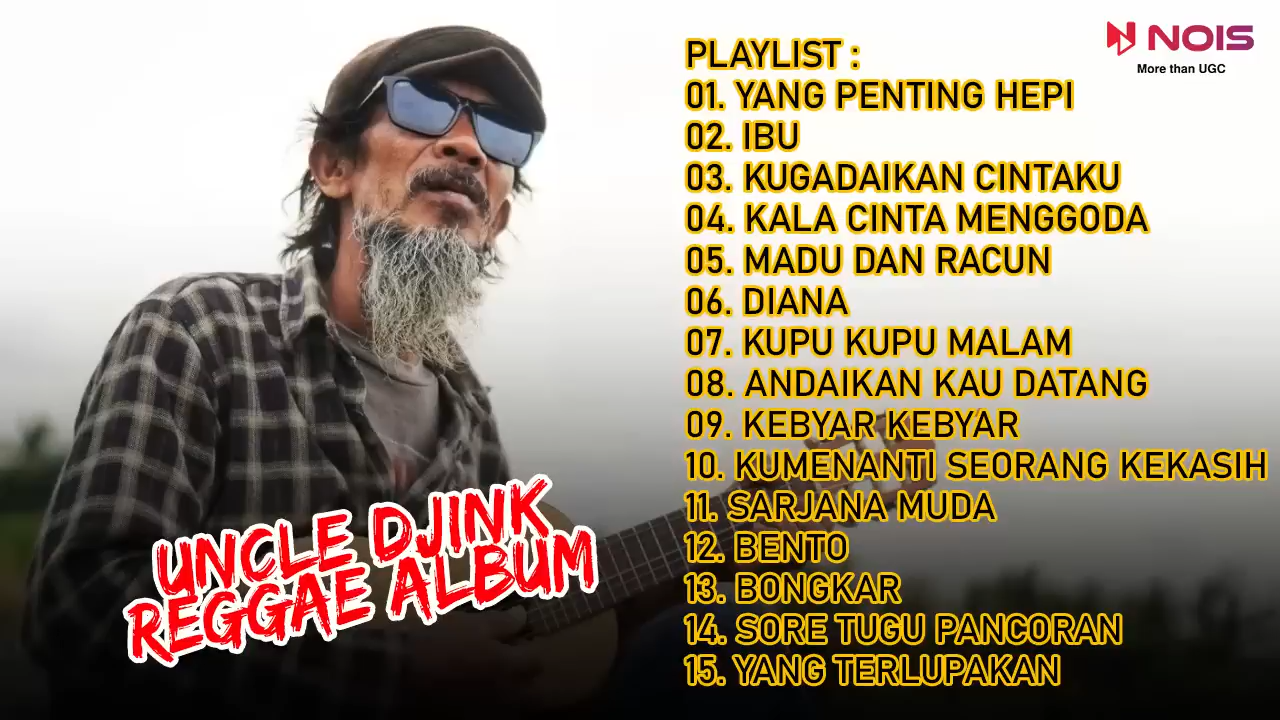 NOIS
More than UGC
PLAYLIST :
01. YANG PENTING HEPI
02. IBU
03. KUGADAIKAN CINTAKU
04. KALA CINTA MENGGODA
05. MADU DAN RACUN
06. DIANA
07. KUPU KUPU MALAM
08. ANDAIKAN KAU DATANG
09. KEBYAR KEBYAR
10. KUMENANTI SEORANG KEKASIH
11. SARJANA MUDA
12. BENTO
13. BONGKAR
14. SORE TUGU PANCORAN
15. YANG TERLUPAKAN
UNCLE DJINK
REGGAE ALBUM